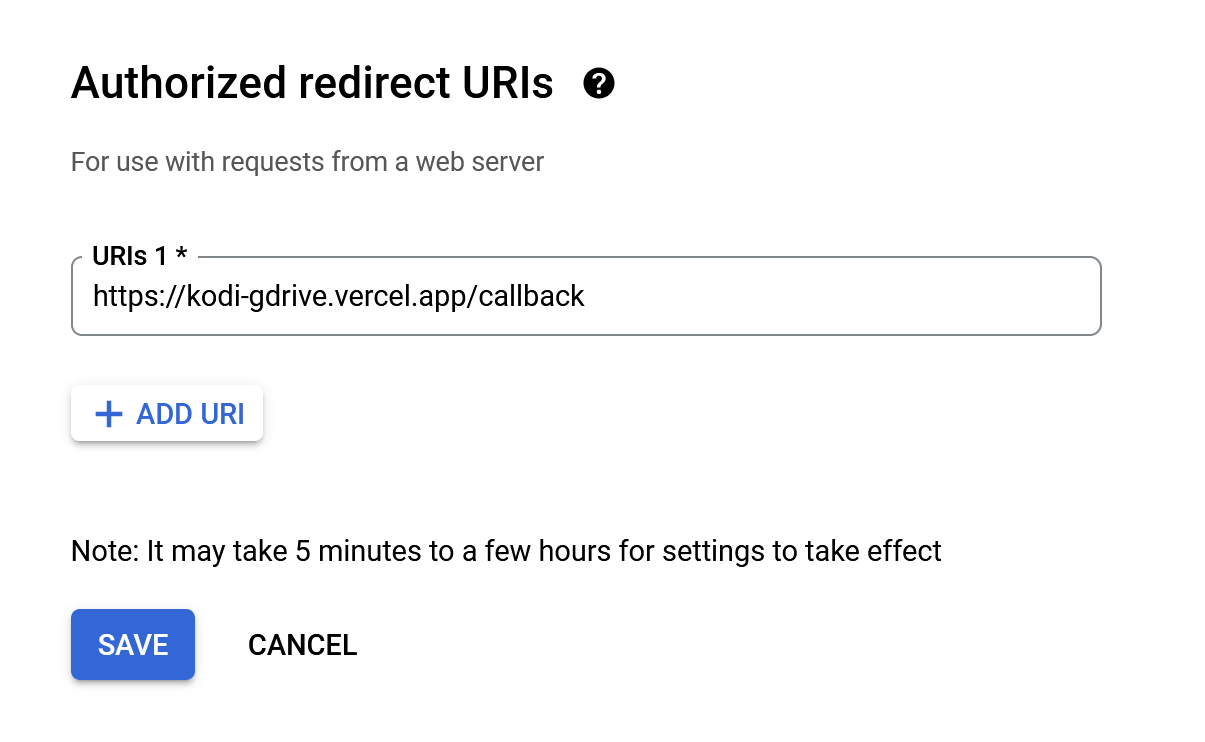 Authorized redirect URIs ?
For use with requests from a web server
URIs 1 *
https://kodi-gdrive.vercel.app/callback
+ ADD URI
Note: It may take 5 minutes to a few hours for settings to take effect
SAVE CANCEL